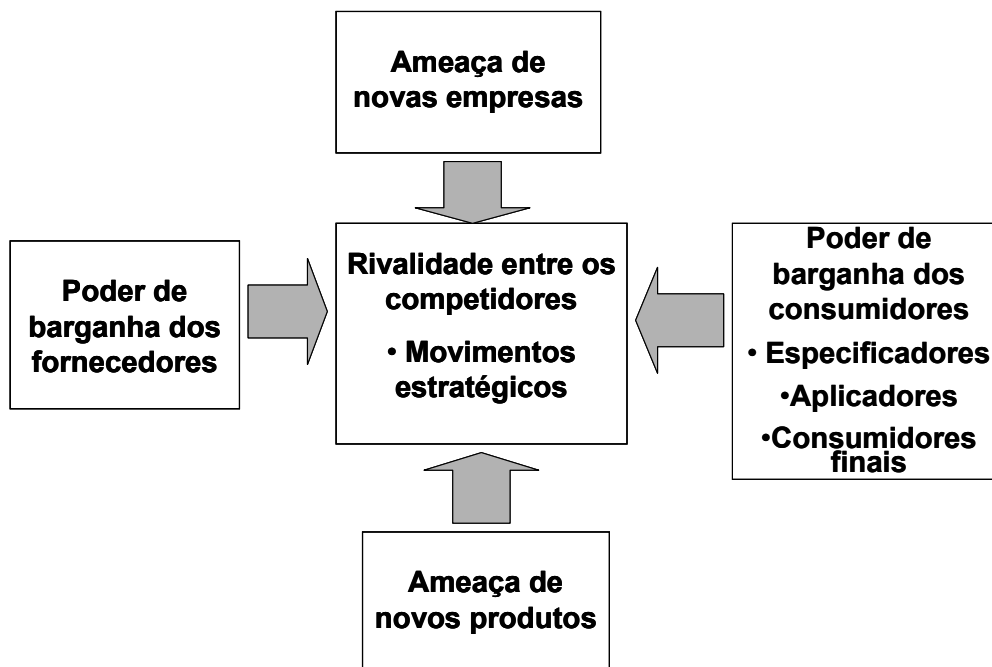 Ameaça de
novas empresas
Poder de
barganha dos
fornecedores
Rivalidade entre os
competidores
• Movimentos
estratégicos
Poder de
barganha dos
consumidores
• Especificadores
•Aplicadores
•Consumidores
finais
Ameaça de
novos produtos